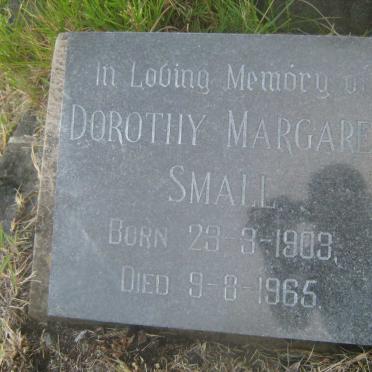 In Loving Memory o
DOROTHY MARGARE
SMALL.
BORN 23-3-1903.
DIED 9-8-1965.